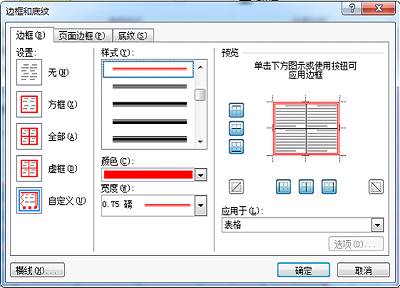 边框和底纹
边框(B) 页面边框(P) 底纹(S)
设置:
无(N)
方框(X)
全部(A)
虚框(D)
自定义(U)
样式(Y):
颜色(C):
宽度(W):
0.75 磅
预览
单击下方图示或使用按钮可
应用边框
应用于(L):
表格
选项(O)...
横线(H)...
确定
取消